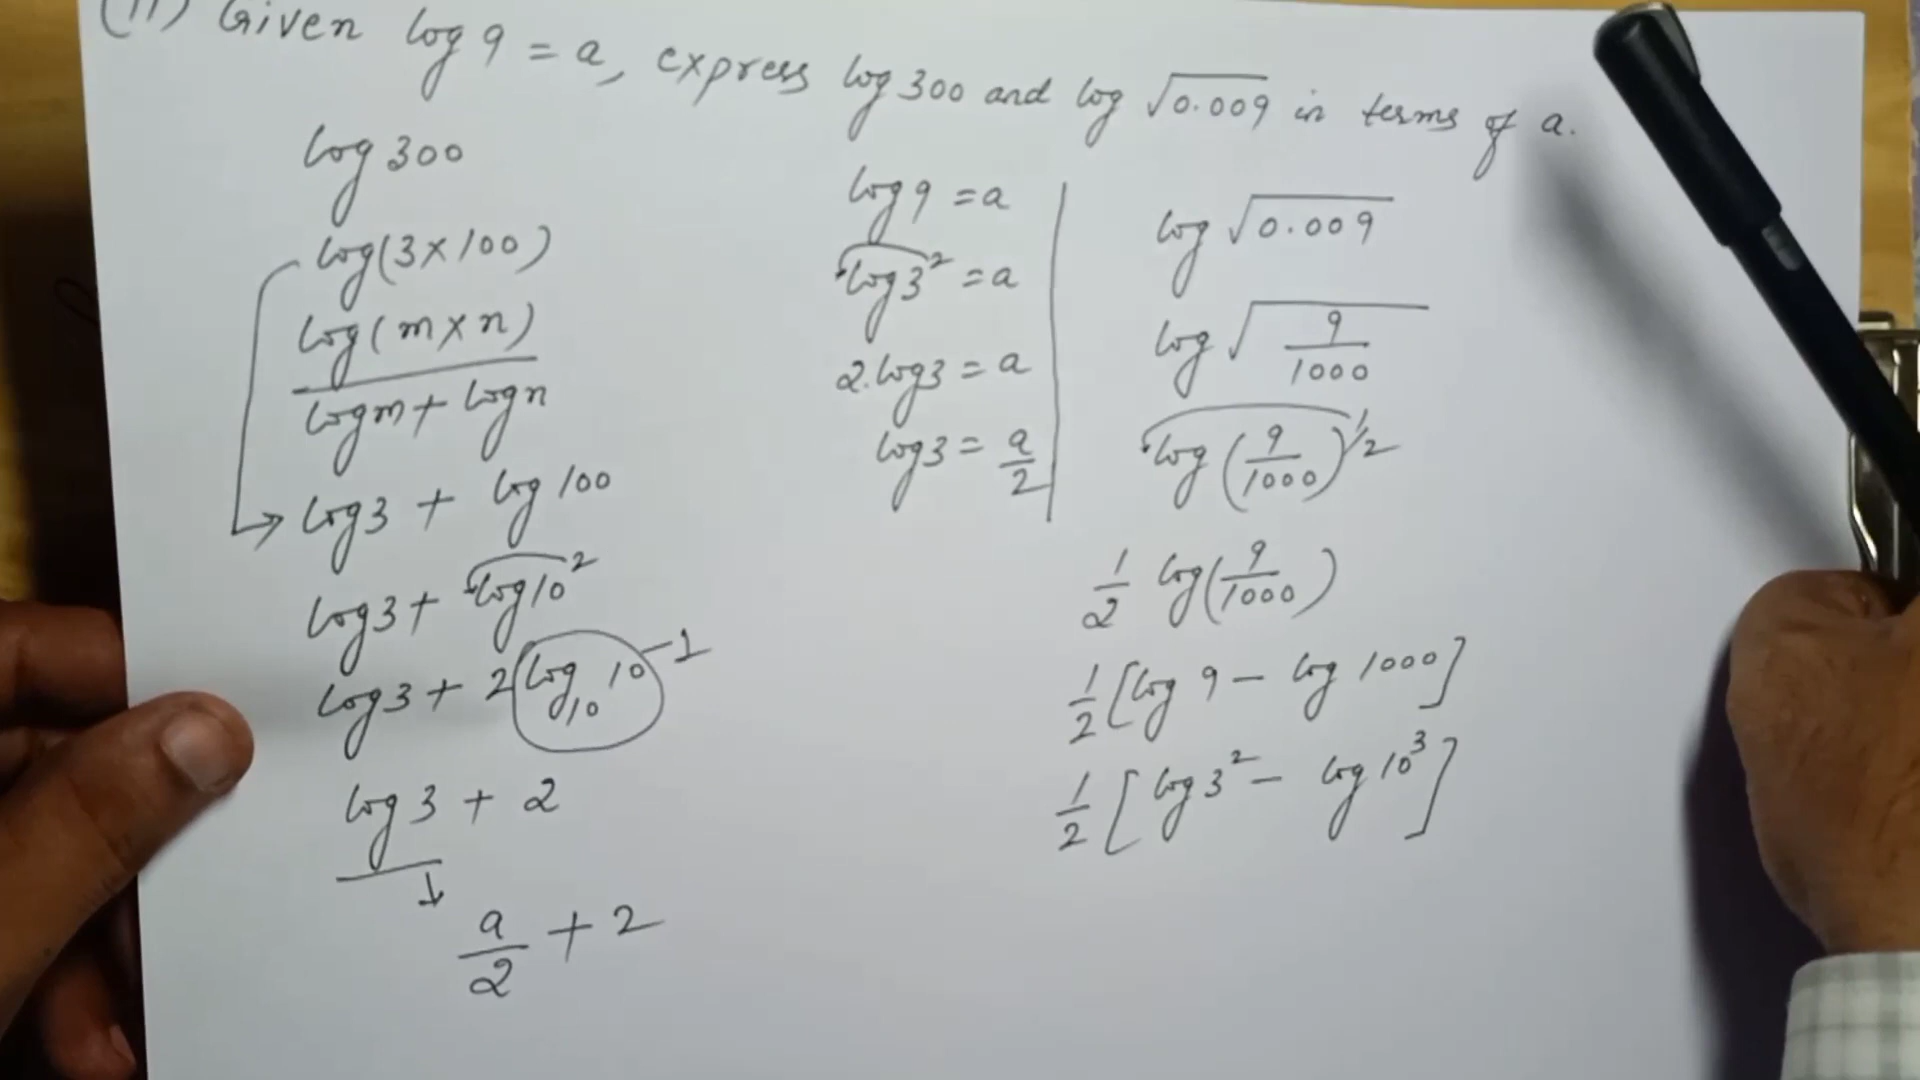 (ii) Given log 9 = a, express log 300 and log √0.009 in terms of a.
log 300
log(3×100)
log(m×n)
logm + logn
→ log3 + log 100
log3 + log10²
log3 + 2 log₁₀ 10 - 1
log 3 + 2
↓
a/2 + 2
log 9 = a
log3² = a
2.log3 = a
log3 = a/2
log √0.009
log √9/1000
log (9/1000)^1/2
1/2 log(9/1000)
1/2 [log 9 - log 1000]
1/2 [log 3² - log 10³]